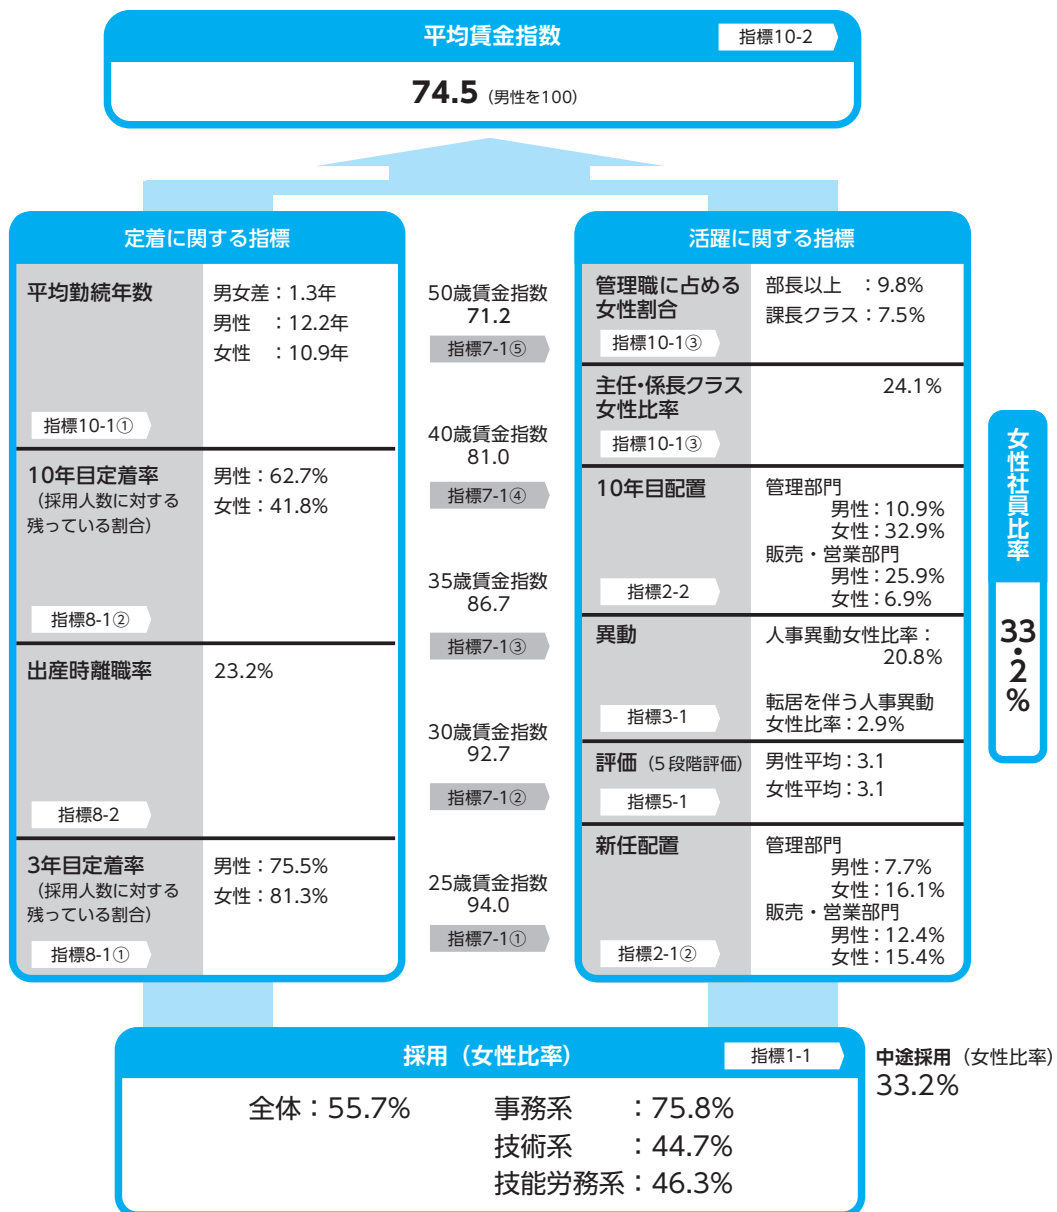 平均賃金指数
指標10-2
74.5（男性を100）
定着に関する指標
平均勤続年数
男女差：1.3年
男性　：12.2年
女性　：10.9年
指標10-1①
10年目定着率
（採用人数に対する
残っている割合）
男性：62.7%
女性：41.8%
指標8-1②
出産時離職率
23.2%
指標8-2
3年目定着率
（採用人数に対する
残っている割合）
男性：75.5%
女性：81.3%
指標8-1①
50歳賃金指数
71.2
指標7-1⑤
40歳賃金指数
81.0
指標7-1④
35歳賃金指数
86.7
指標7-1③
30歳賃金指数
92.7
指標7-1②
25歳賃金指数
94.0
指標7-1①
活躍に関する指標
管理職に占める
女性割合
部長以上　：9.8%
課長クラス：7.5%
指標10-1③
主任・係長クラス
女性比率
24.1%
指標10-1③
10年目配置
管理部門
男性：10.9%
女性：32.9%
販売・営業部門
男性：25.9%
女性：6.9%
指標2-2
異動
人事異動女性比率：
20.8%
転居を伴う人事異動
女性比率：2.9%
指標3-1
評価（5段階評価）
男性平均：3.1
女性平均：3.1
指標5-1
新任配置
管理部門
男性：7.7%
女性：16.1%
販売・営業部門
男性：12.4%
女性：15.4%
指標2-1②
女性社員比率
33・2%
採用（女性比率）
指標1-1
全体：55.7%
事務系　　：75.8%
技術系　　：44.7%
技能労務系：46.3%
中途採用（女性比率）
33.2%